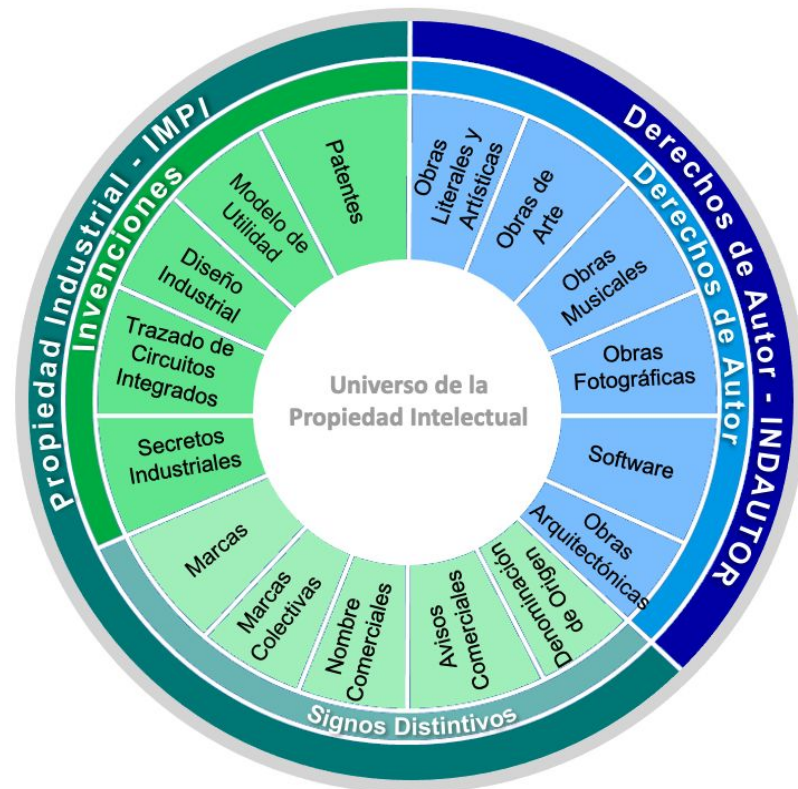 Universo de la
Propiedad Intelectual
Propiedad Industrial - IMPI
Invenciones
Patentes
Modelo de
Utilidad
Diseño
Industrial
Trazado de
Circuitos
Integrados
Secretos
Industriales
Signos Distintivos
Marcas
Marcas
Colectivas
Nombre
Comerciales
Avisos
Comerciales
Denominación
de Origen
Derechos de Autor - INDAUTOR
Derechos de Autor
Obras
Literales y
Artísticas
Obras de
Arte
Obras
Musicales
Obras
Fotográficas
Software
Obras
Arquitectónicas